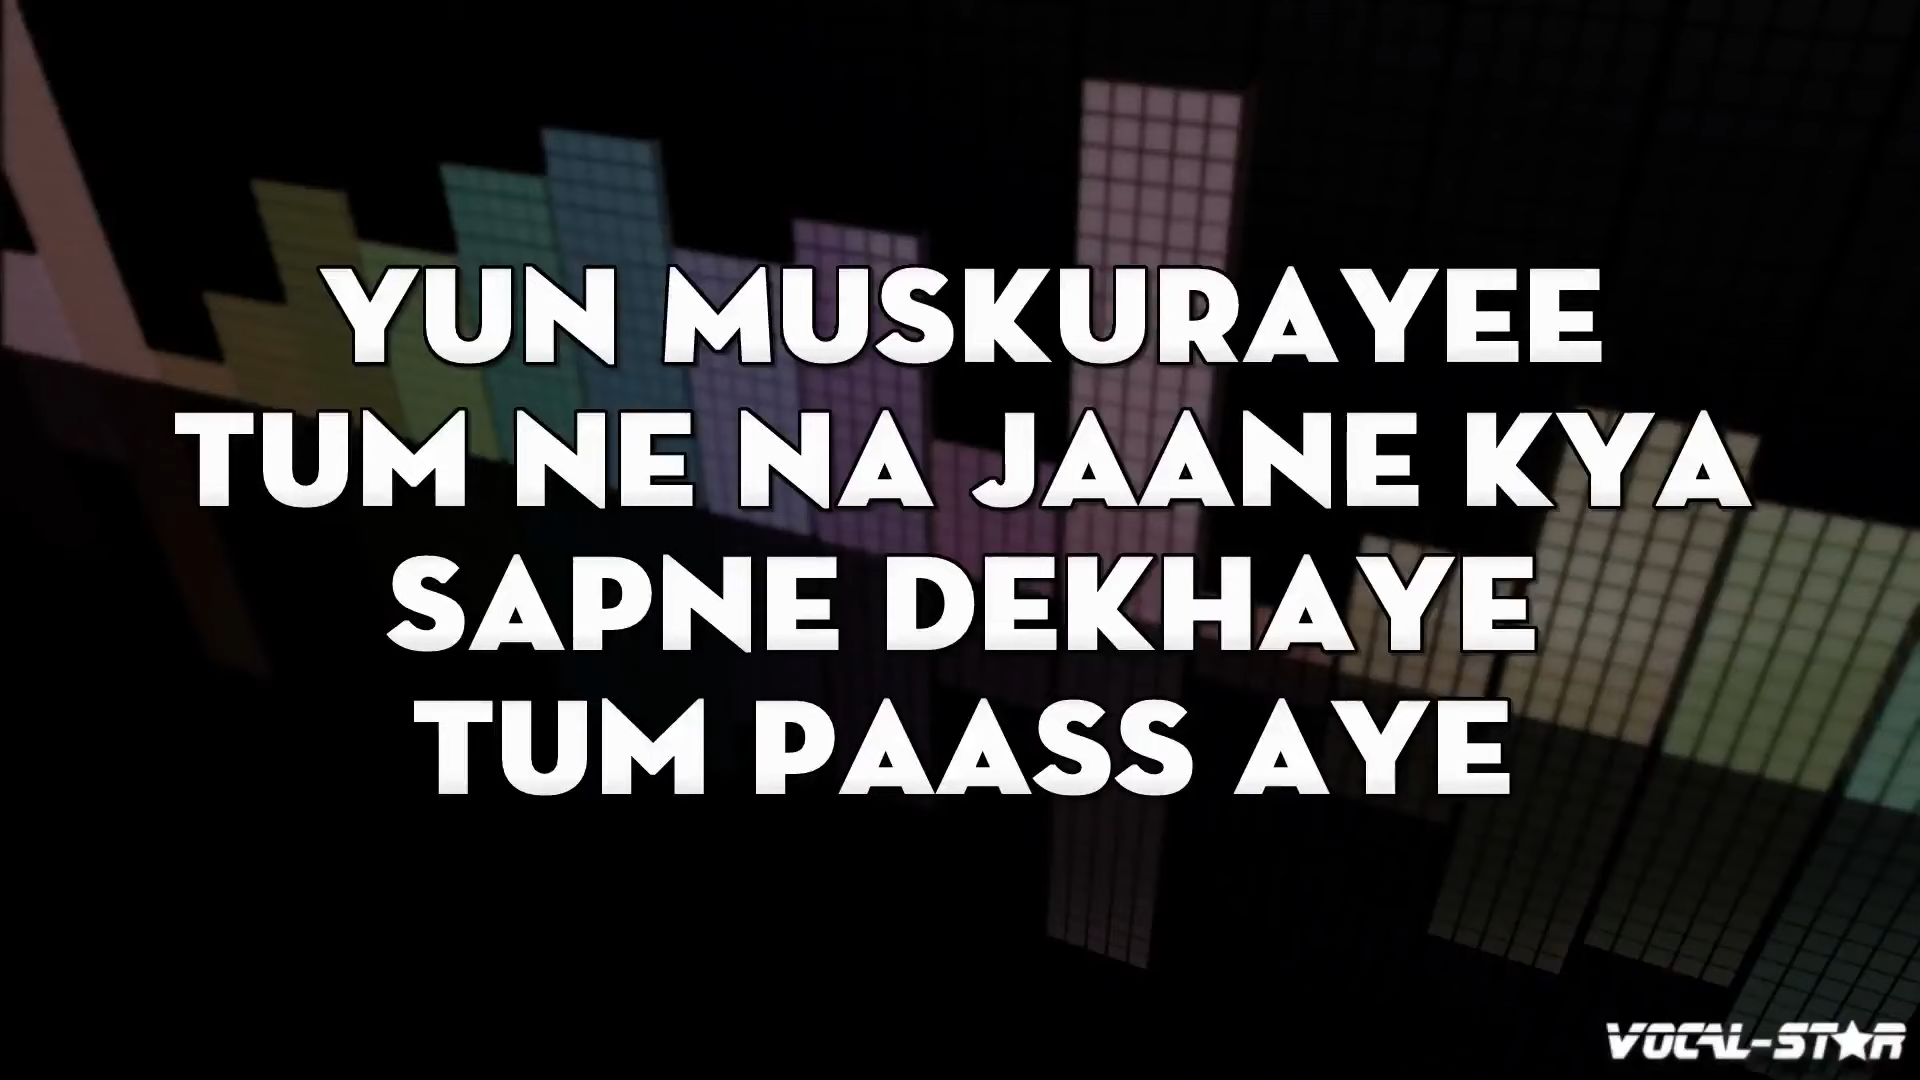 YUN MUSKURAYEE
TUM NE NA JAANE KYA
SAPNE DEKHAYE
TUM PAASS AYE
VOCAL-STAR